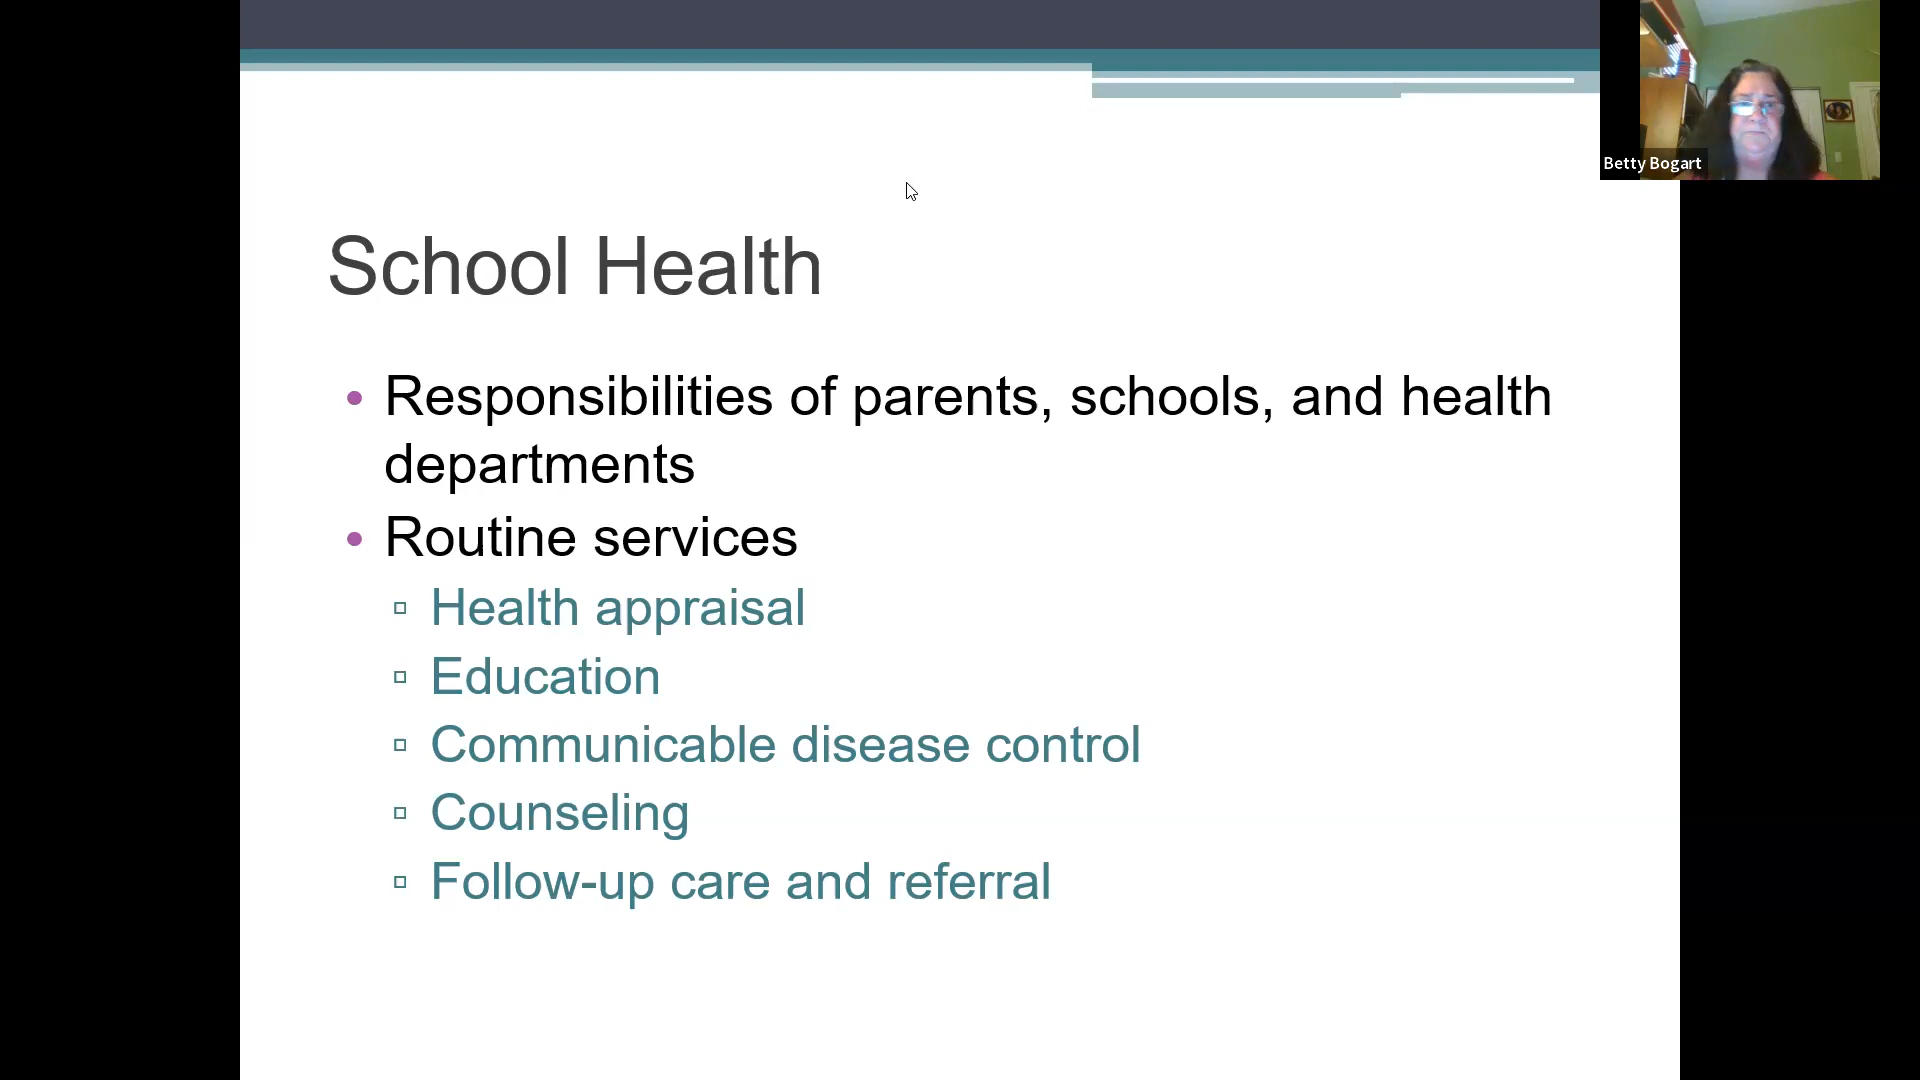 Betty Bogart
School Health
• Responsibilities of parents, schools, and health
departments
• Routine services
▫ Health appraisal
▫ Education
▫ Communicable disease control
▫ Counseling
▫ Follow-up care and referral